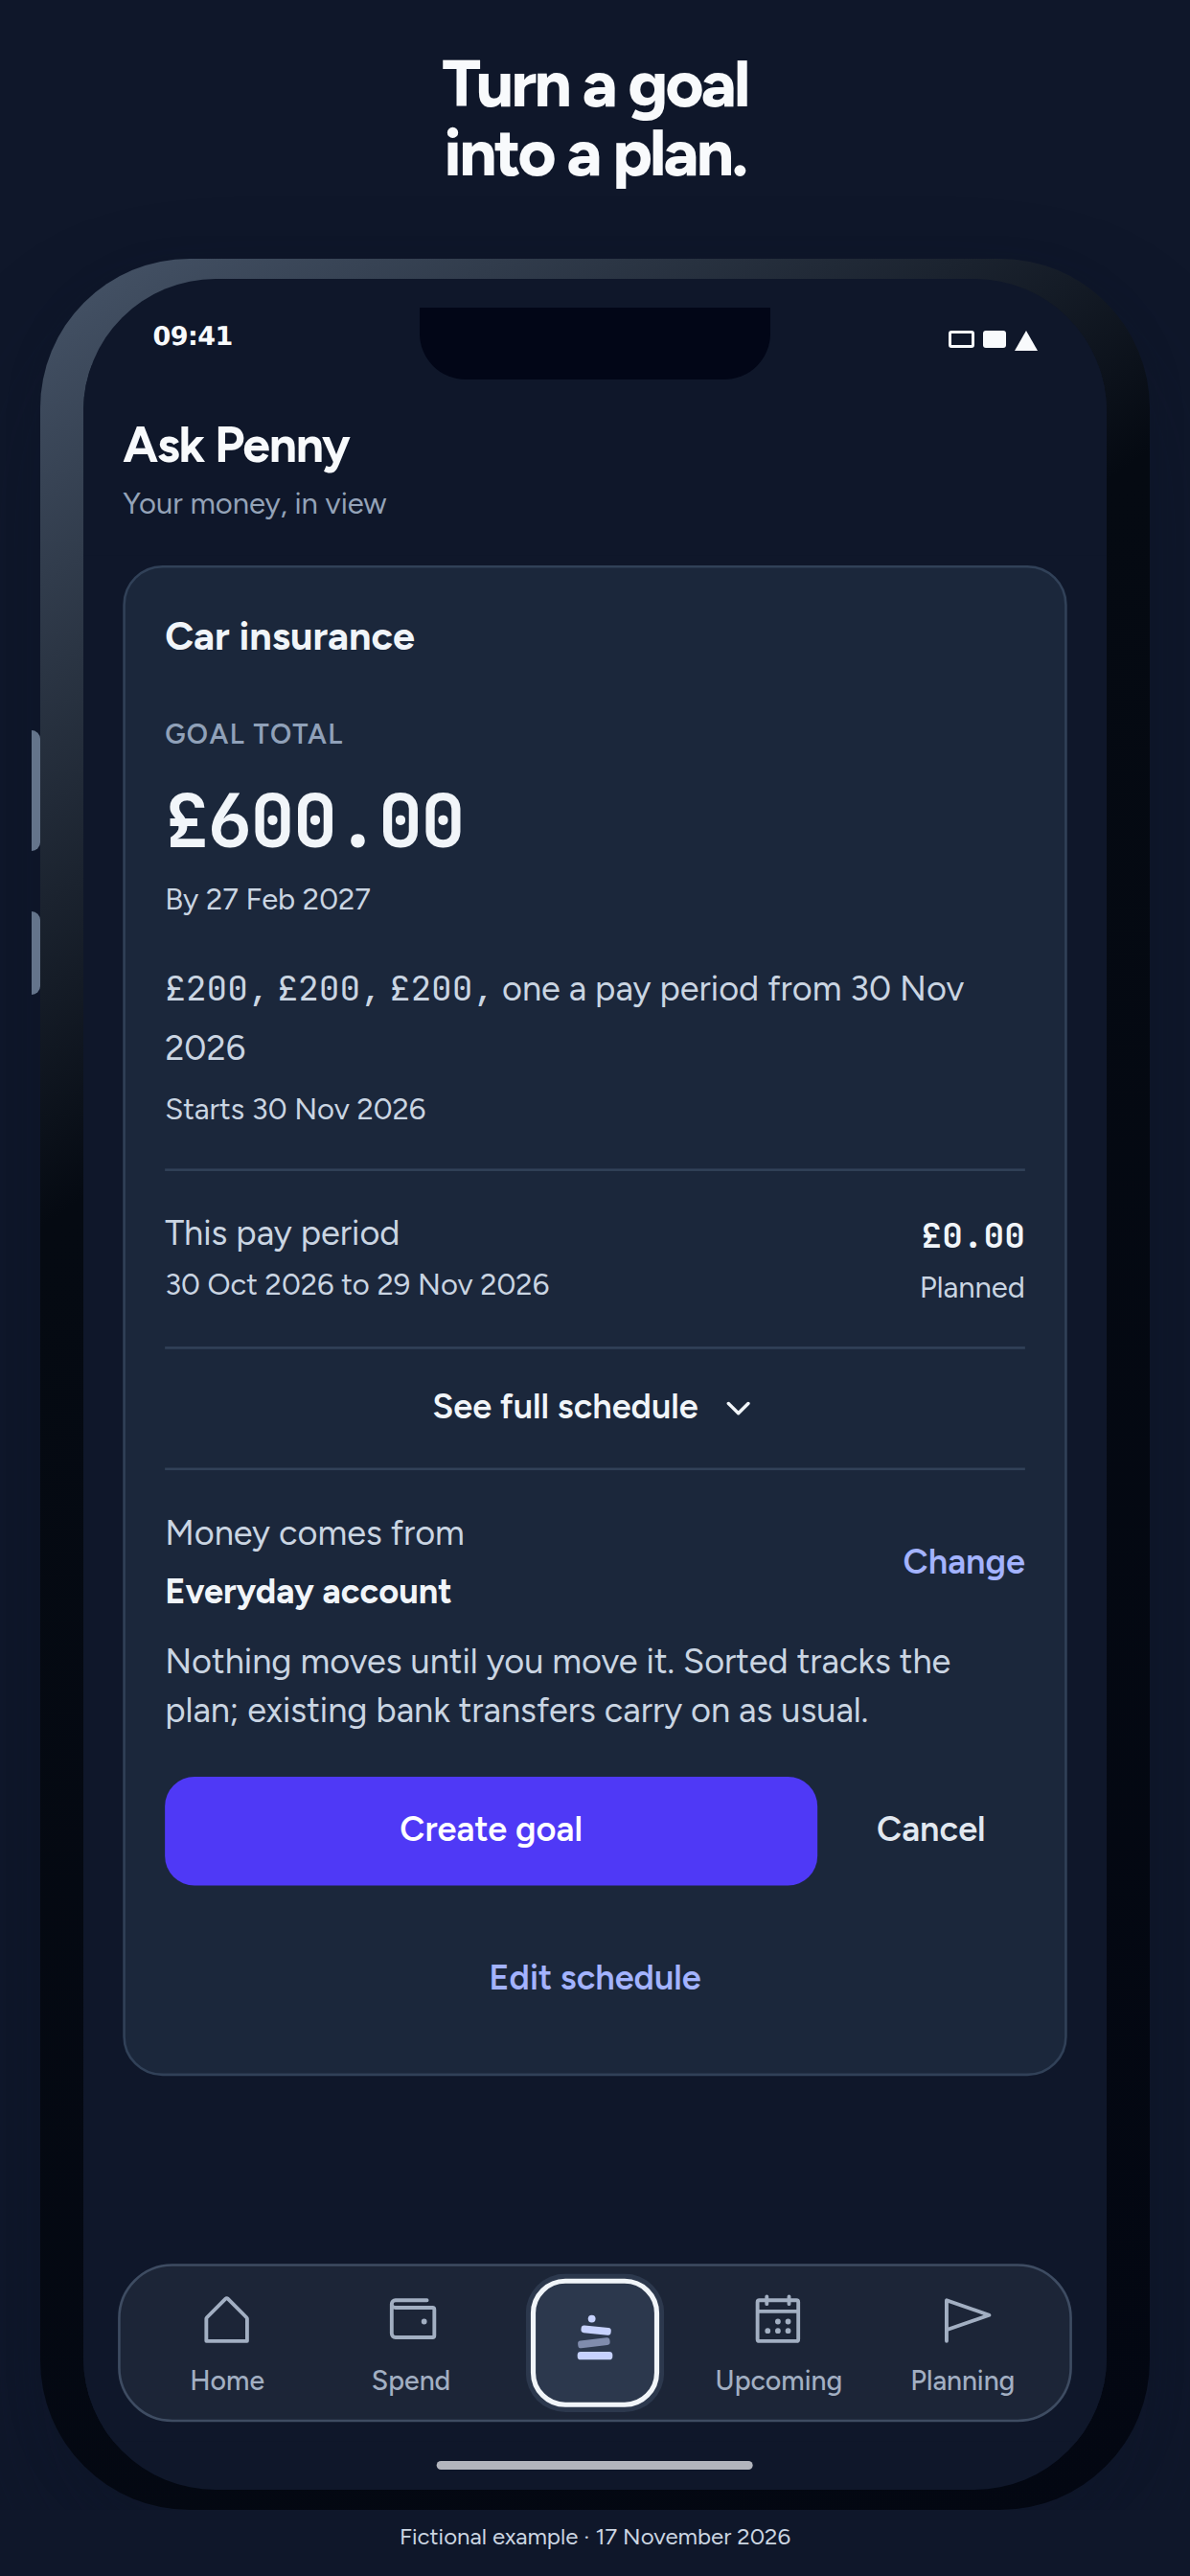 Turn a goal
into a plan.
09:41
Ask Penny
Your money, in view
Car insurance
GOAL TOTAL
£600.00
By 27 Feb 2027
£200, £200, £200, one a pay period from 30 Nov
2026
Starts 30 Nov 2026
This pay period
£0.00
30 Oct 2026 to 29 Nov 2026
Planned
See full schedule
Money comes from
Everyday account
Change
Nothing moves until you move it. Sorted tracks the
plan; existing bank transfers carry on as usual.
Create goal
Cancel
Edit schedule
Home
Spend
Upcoming
Planning
Fictional example · 17 November 2026